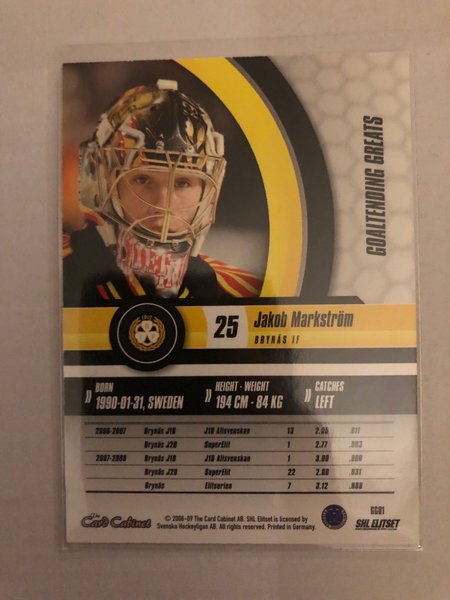 GOALTENDING GREATS
25 Jakob Markström
BRYNÄS IF
BORN
1990-01-31, SWEDEN
HEIGHT - WEIGHT
194 CM - 84 KG
CATCHES
LEFT
2006-2007 Brynäs J18 J18 Allsvenskan 13
Brynäs J20 SuperElit 1 2.77
2007-2008 Brynäs J18 J18 Allsvenskan 1
Brynäs J20 SuperElit 22 .931
Brynäs Elitserien 7 3.12
The Card Cabinet
© 2008-09 The Card Cabinet AB. SHL Elitset is licensed by
Svenska Hockeyligan AB. All rights reserved. Printed in Germany.
GG01
SHL ELITSET